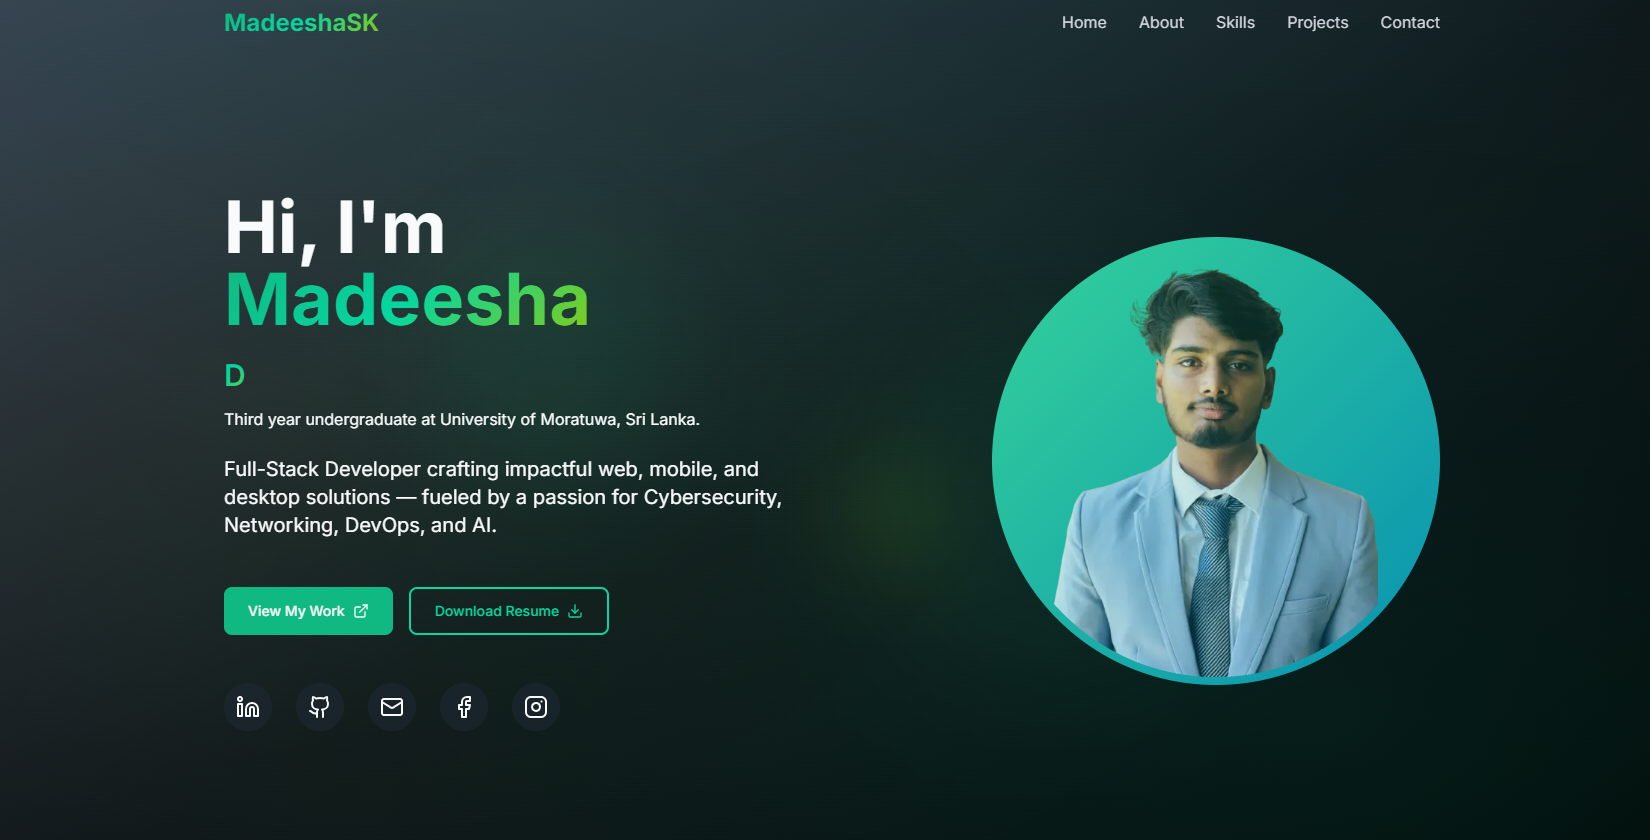 MadeeshaSK
Home About Skills Projects Contact
Hi, I'm
Madeesha
D
Third year undergraduate at University of Moratuwa, Sri Lanka.
Full-Stack Developer crafting impactful web, mobile, and
desktop solutions — fueled by a passion for Cybersecurity,
Networking, DevOps, and AI.
View My Work
Download Resume